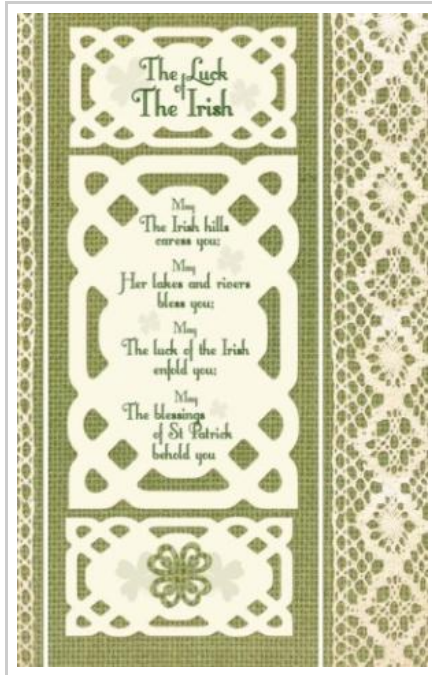 The Luck
of
The Irish
May
The Irish hills
caress you;
May
Her lakes and rivers
bless you;
May
The luck of the Irish
enfold you;
May
The blessings
of St Patrick
behold you